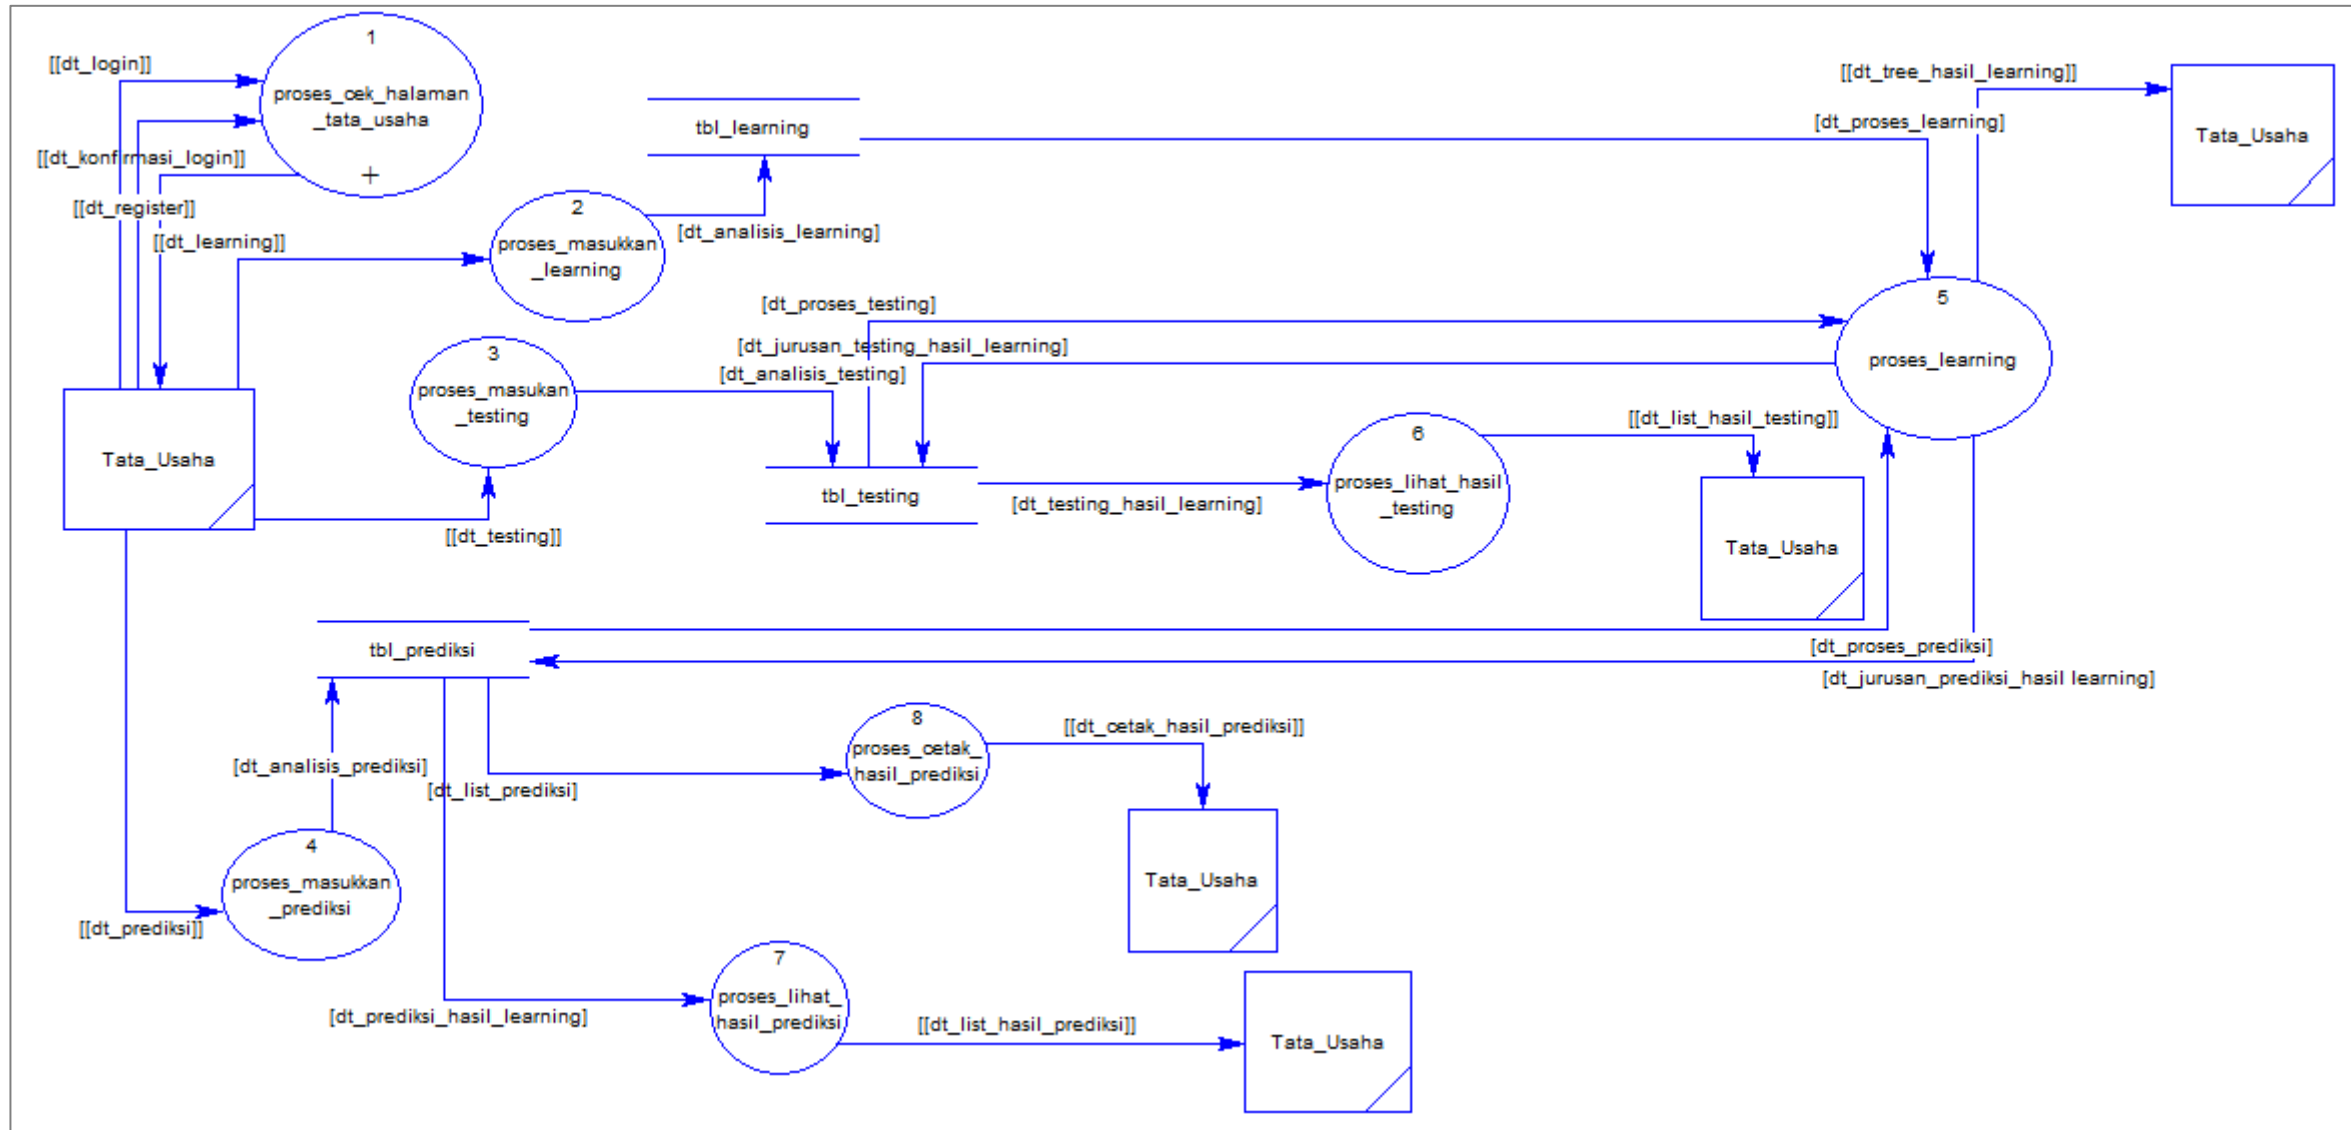 1
[[dt_login]]
[[dt_tree_hasil_learning]]
proses_cek_halaman
_tata_usaha
tbl_learning
[dt_proses_learning]
Tata_Usaha
[[dt_konfirmasi_login]]
+
[[dt_register]]
2
[[dt_learning]]
proses_masukkan
_learning
[dt_analisis_learning]
5
[dt_proses_testing]
[dt_jurusan_testing_hasil_learning]
3
proses_learning
[dt_analisis_testing]
proses_masukan
_testing
[[dt_list_hasil_testing]]
6
Tata_Usaha
proses_lihat_hasil
_testing
tbl_testing
[dt_testing_hasil_learning]
[[dt_testing]]
Tata_Usaha
tbl_prediksi
[dt_proses_prediksi]
[dt_jurusan_prediksi_hasil learning]
8
[[dt_cetak_hasil_prediksi]]
proses_cetak_
hasil_prediksi
[dt_analisis_prediksi]
[dt_list_prediksi]
4
proses_masukkan
_prediksi
Tata_Usaha
[[dt_prediksi]]
7
proses_lihat_
hasil_prediksi
[dt_prediksi_hasil_learning]
[[dt_list_hasil_prediksi]]
Tata_Usaha